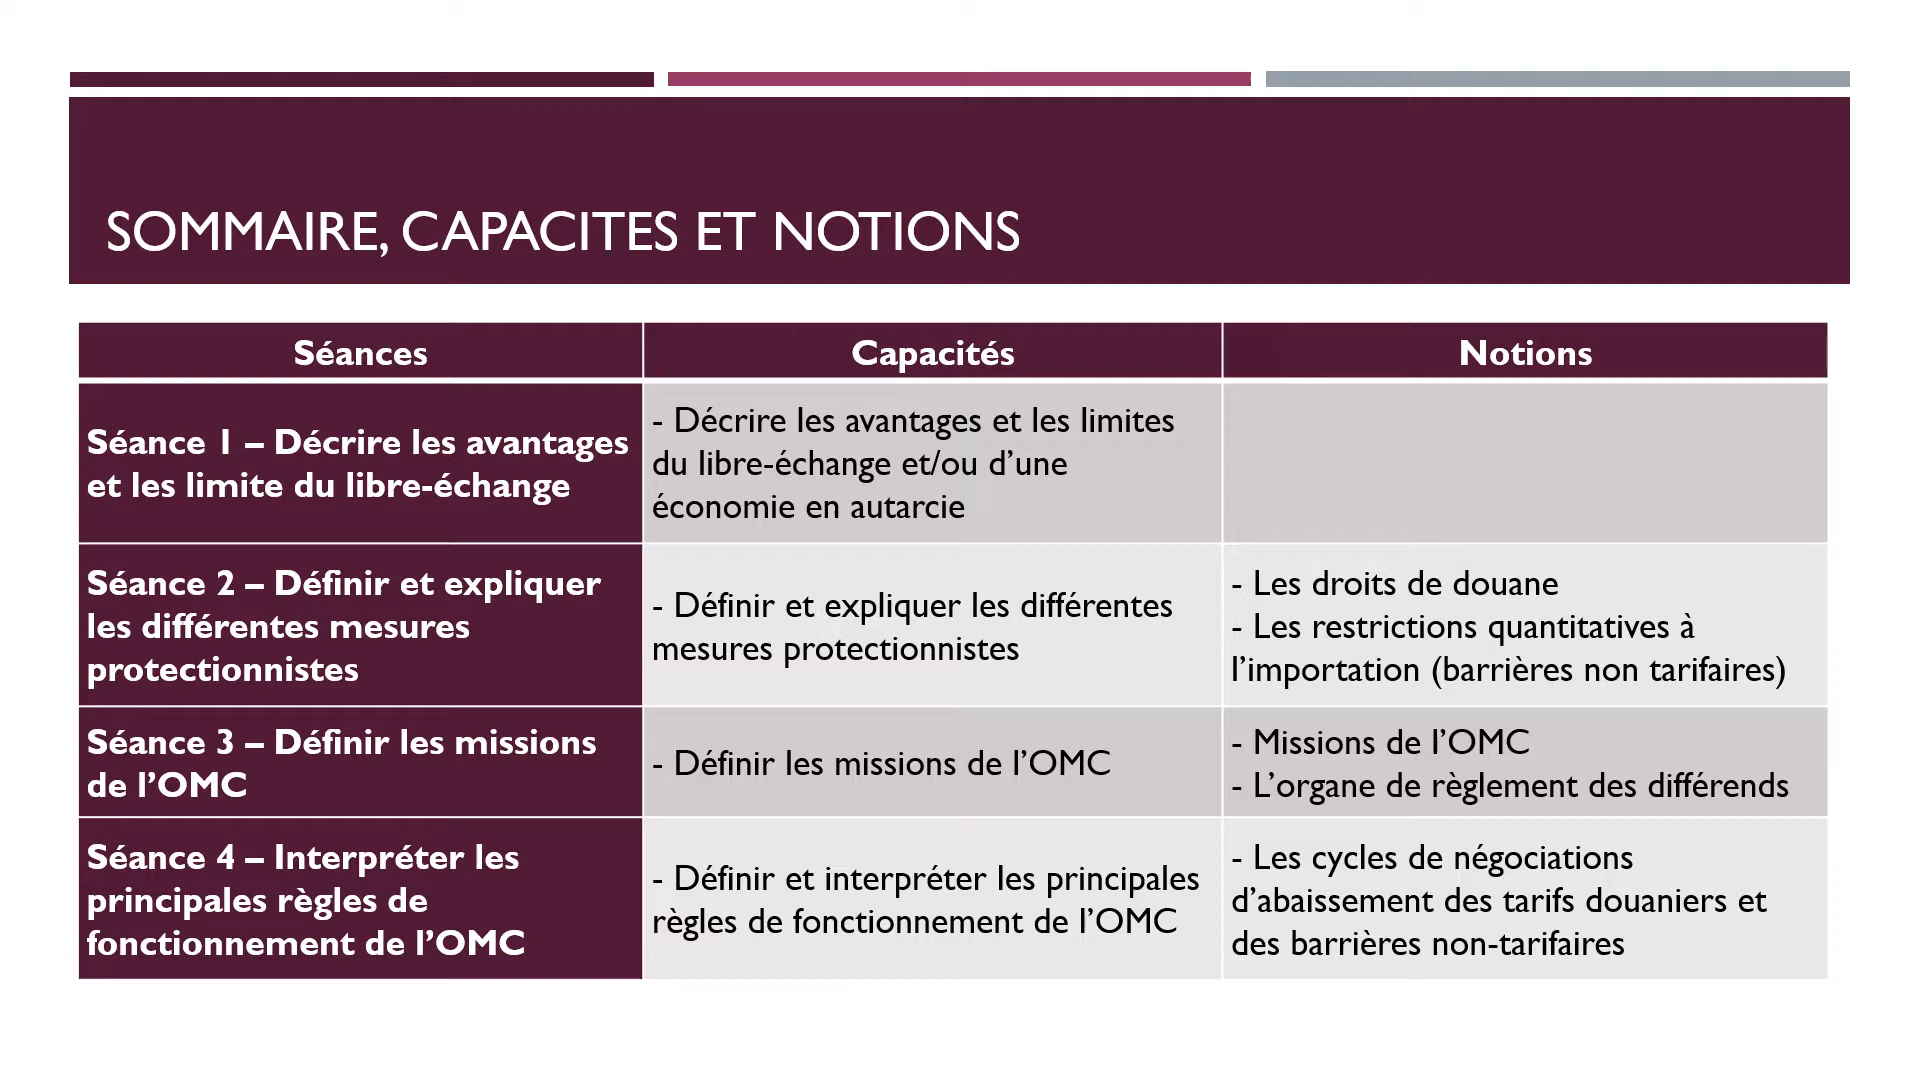 SOMMAIRE, CAPACITES ET NOTIONS
Séances
Capacités
Notions
Séance 1 – Décrire les avantages
et les limite du libre-échange
- Décrire les avantages et les limites
du libre-échange et/ou d’une
économie en autarcie
Séance 2 – Définir et expliquer
les différentes mesures
protectionnistes
- Définir et expliquer les différentes
mesures protectionnistes
- Les droits de douane
- Les restrictions quantitatives à
l’importation (barrières non tarifaires)
Séance 3 – Définir les missions
de l’OMC
- Définir les missions de l’OMC
- Missions de l’OMC
- L’organe de règlement des différends
Séance 4 – Interpréter les
principales règles de
fonctionnement de l’OMC
- Définir et interpréter les principales
règles de fonctionnement de l’OMC
- Les cycles de négociations
d’abaissement des tarifs douaniers et
des barrières non-tarifaires